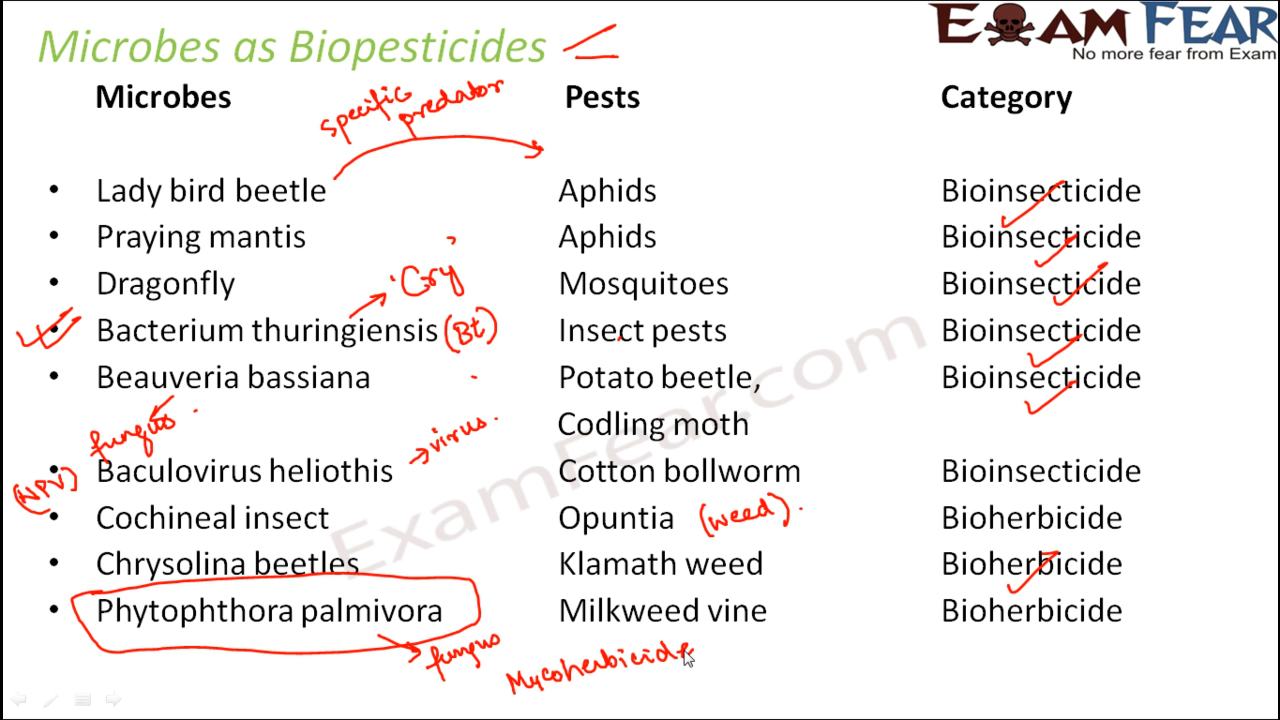 Microbes as Biopesticides
EXAM FEAR
No more fear from Exam
Microbes Pests Category
specific predator
• Lady bird beetle Aphids Bioinsecticide
• Praying mantis Aphids Bioinsecticide
'Cry'
• Dragonfly Mosquitoes Bioinsecticide
• Bacterium thuringiensis (Bt) Insect pests Bioinsecticide
• Beauveria bassiana Potato beetle, Bioinsecticide
fungus virus Codling moth
(NPV) • Baculovirus heliothis Cotton bollworm Bioinsecticide
• Cochineal insect Opuntia (weed) Bioherbicide
• Chrysolina beetles Klamath weed Bioherbicide
• Phytophthora palmivora Milkweed vine Bioherbicide
fungus
Mycoherbicide
ExamFear.com